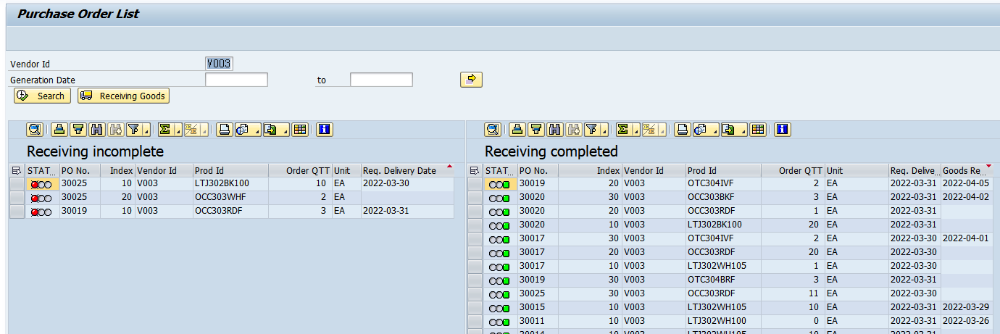 Purchase Order List
Vendor Id V003
Generation Date to
Search Receiving Goods
Receiving incomplete
STAT... PO No. Index Vendor Id Prod Id Order QTT Unit Req. Delivery Date
30025 10 V003 LTJ302BK100 10 EA 2022-03-30
30025 20 V003 OCC303WHF 2 EA
30019 10 V003 OCC303RDF 3 EA 2022-03-31
Receiving completed
STAT... PO No. Index Vendor Id Prod Id Order QTT Unit Req. Delive... Goods Re...
30019 20 V003 OTC304IVF 2 EA 2022-03-31 2022-04-05
30020 30 V003 OCC303BKF 3 EA 2022-03-31 2022-04-02
30020 20 V003 OCC303RDF 1 EA 2022-03-31
30020 10 V003 LTJ302BK100 20 EA 2022-03-31
30017 30 V003 OTC304IVF 2 EA 2022-03-30 2022-04-01
30017 20 V003 OCC303RDF 20 EA 2022-03-30
30017 10 V003 LTJ302WH105 1 EA 2022-03-30
30019 30 V003 OTC304BRF 3 EA 2022-03-31
30025 30 V003 OCC303RDF 11 EA 2022-03-30
30015 10 V003 LTJ302WH105 10 EA 2022-03-31 2022-03-29
30011 10 V003 LTJ302WH100 0 EA 2022-03-31 2022-03-26
30014 10 V003 LTJ302WH105 10 EA 2022-03-31